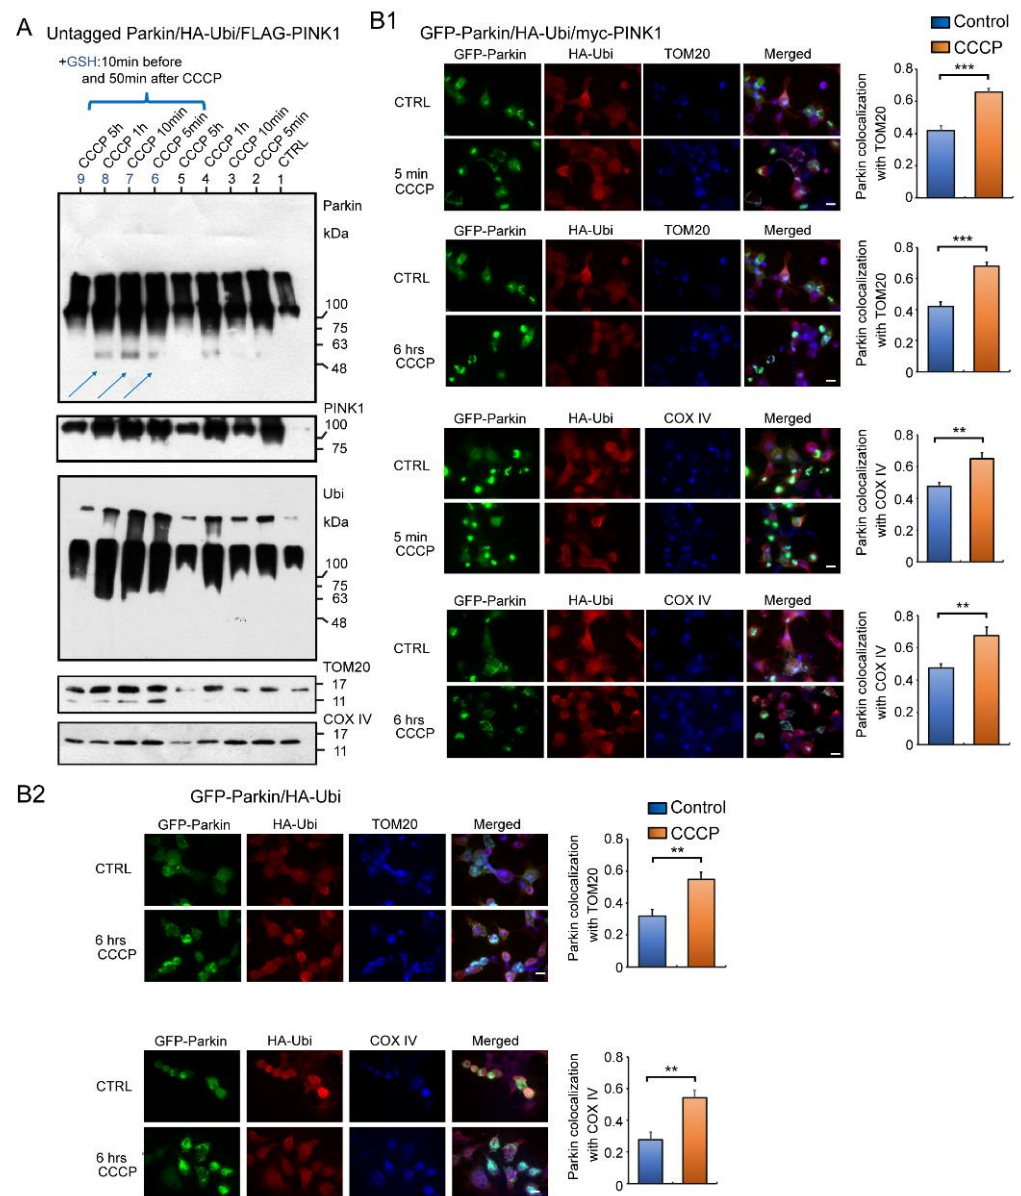 A
Untagged Parkin/HA-Ubi/FLAG-PINK1
+GSH:10min before
and 50min after CCCP
CCCP 5h
CCCP 1h
CCCP 10min
CCCP 5min
CCCP 5h
CCCP 1h
CCCP 10min
CCCP 5min
CTRL
9 8 7 6 5 4 3 2 1
Parkin
kDa
100
75
63
48
PINK1
100
75
Ubi
kDa
100
75
63
48
TOM20
17
11
COX IV
17
11
B1
GFP-Parkin/HA-Ubi/myc-PINK1
Control
CCCP
GFP-Parkin HA-Ubi TOM20 Merged
CTRL
5 min
CCCP
Parkin colocalization
with TOM20
0.8
0.6
0.4
0.2
0
***
GFP-Parkin HA-Ubi TOM20 Merged
CTRL
6 hrs
CCCP
Parkin colocalization
with TOM20
0.8
0.6
0.4
0.2
0
***
GFP-Parkin HA-Ubi COX IV Merged
CTRL
5 min
CCCP
Parkin colocalization
with COX IV
0.8
0.6
0.4
0.2
0
**
GFP-Parkin HA-Ubi COX IV Merged
CTRL
6 hrs
CCCP
Parkin colocalization
with COX IV
0.8
0.6
0.4
0.2
0
**
B2
GFP-Parkin/HA-Ubi
Control
CCCP
GFP-Parkin HA-Ubi TOM20 Merged
CTRL
6 hrs
CCCP
Parkin colocalization
with TOM20
0.8
0.6
0.4
0.2
0
**
GFP-Parkin HA-Ubi COX IV Merged
CTRL
6 hrs
CCCP
Parkin colocalization
with COX IV
0.8
0.6
0.4
0.2
0
**